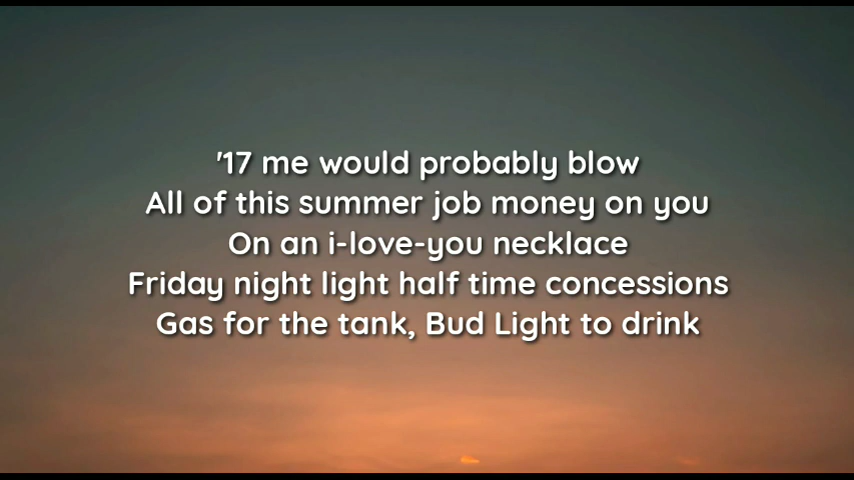 '17 me would probably blow
All of this summer job money on you
On an i-love-you necklace
Friday night light half time concessions
Gas for the tank, Bud Light to drink